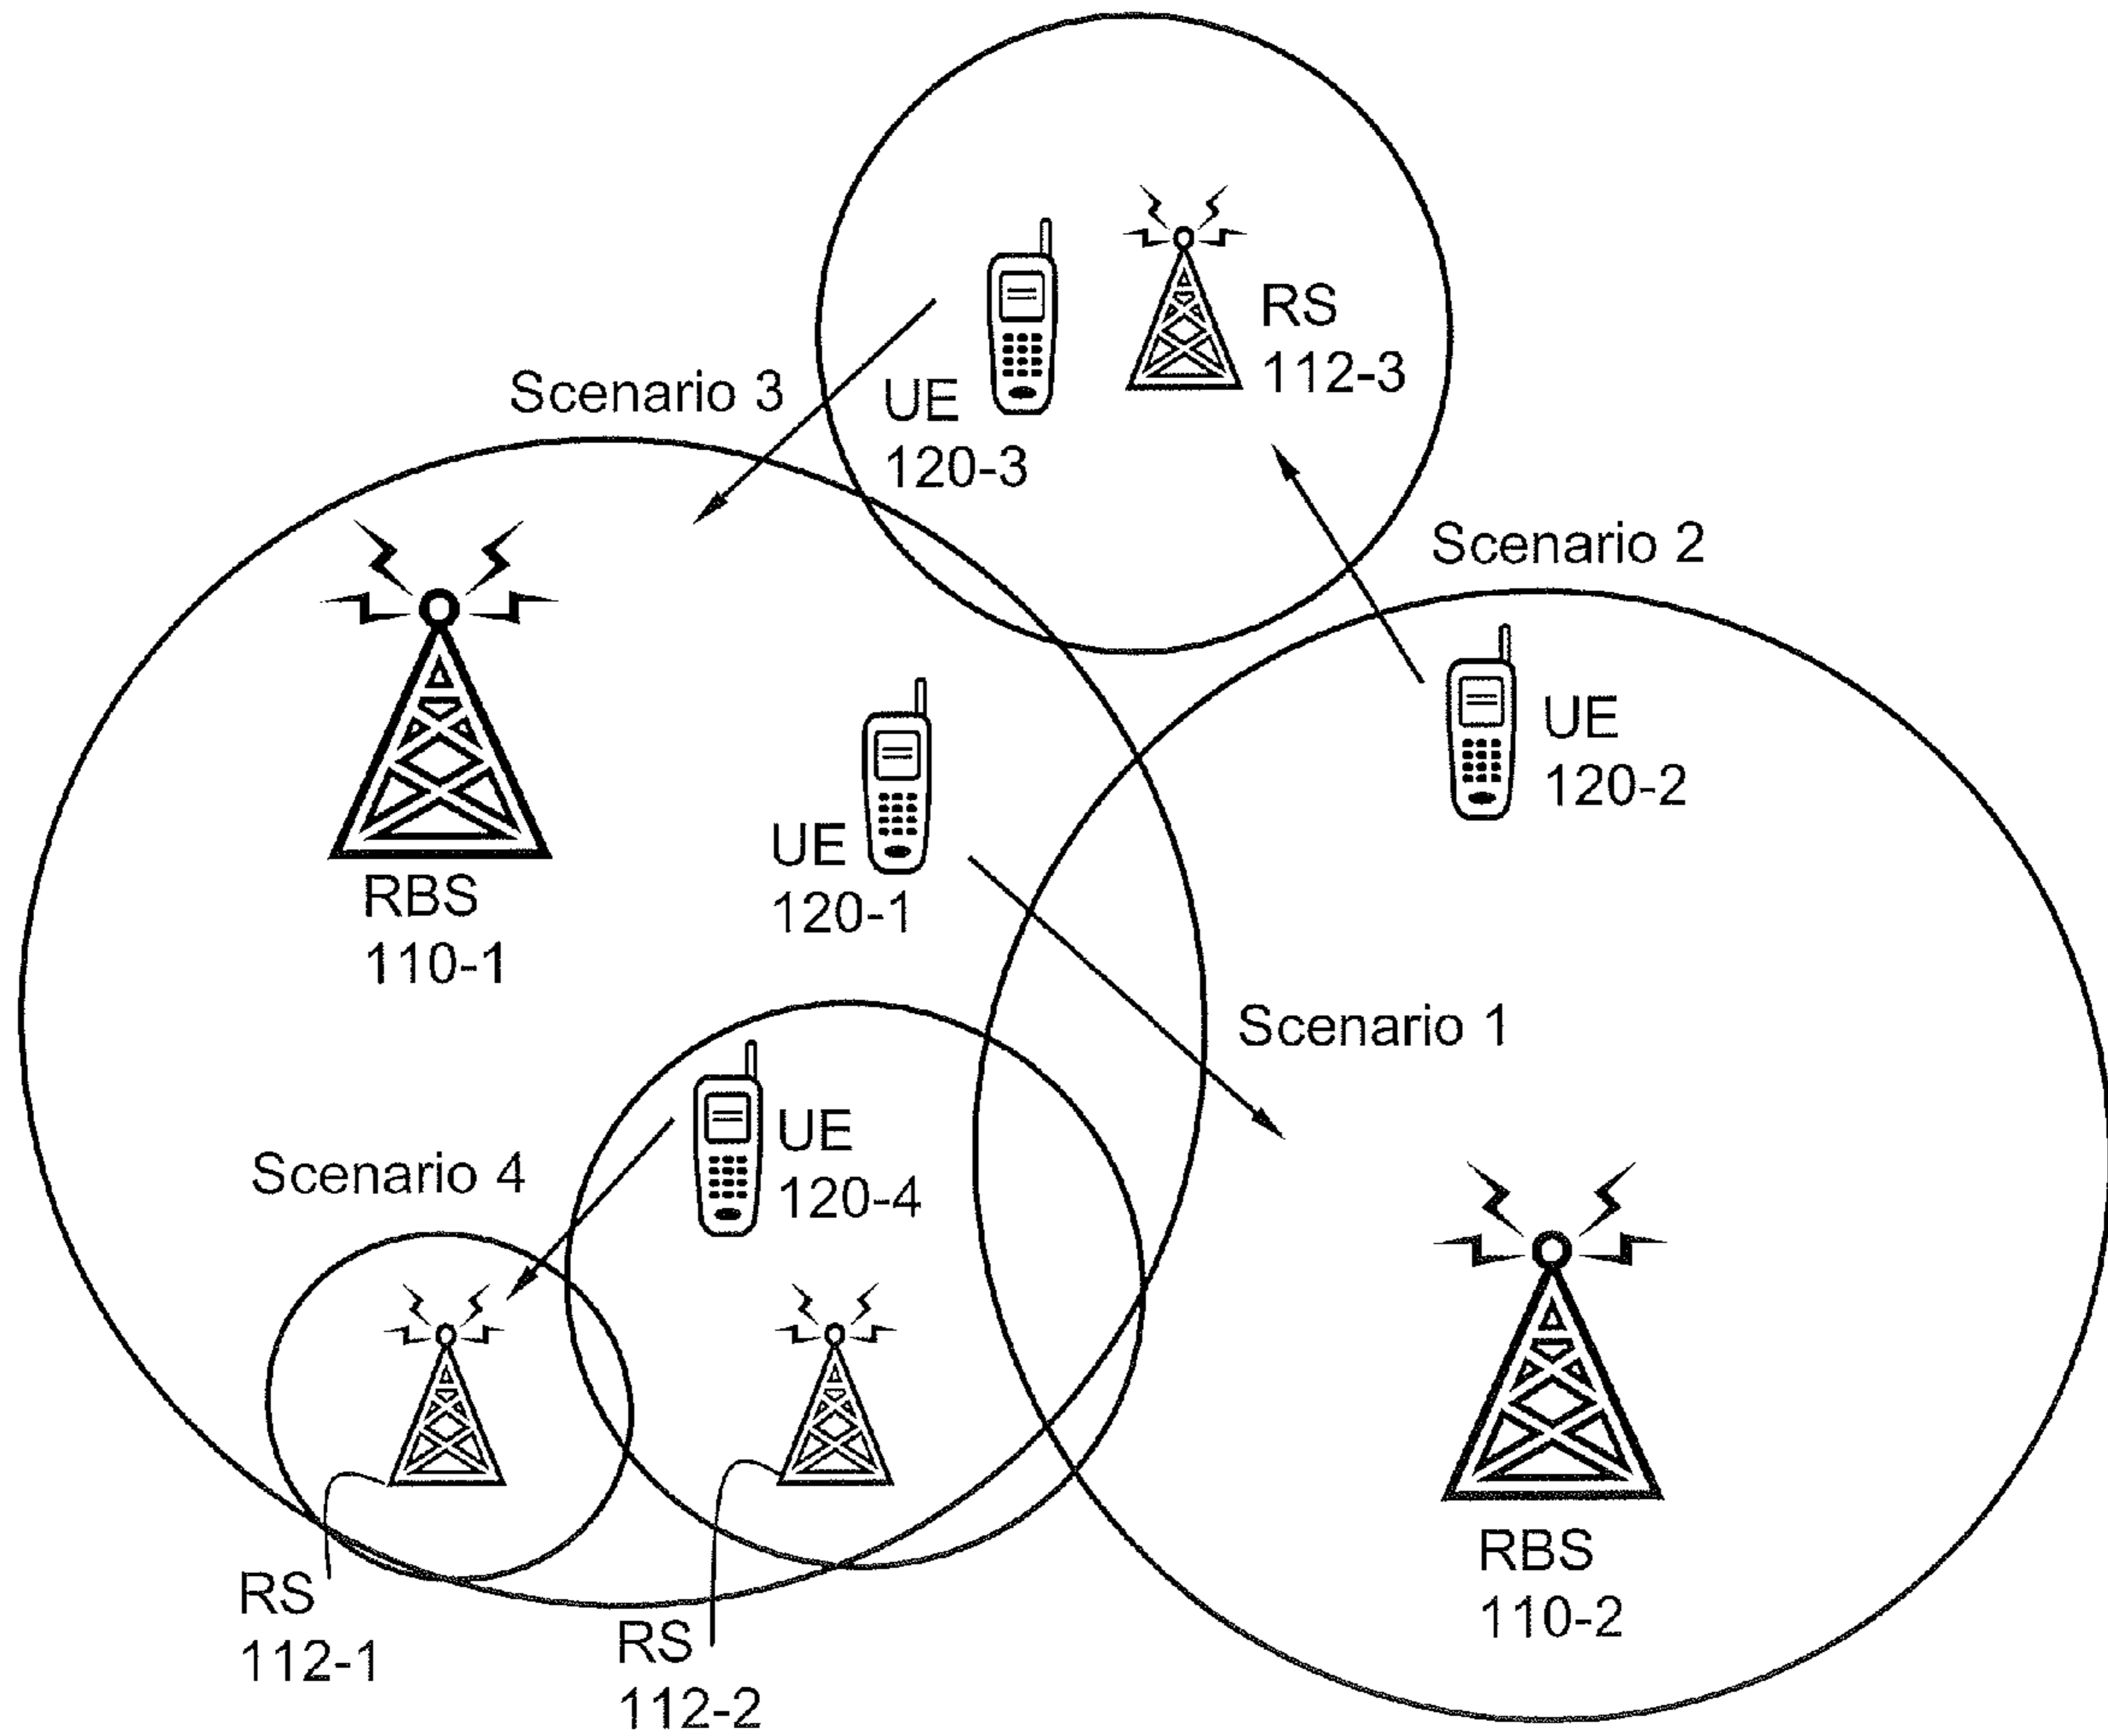 RS
112-3
Scenario 3
UE
120-3
Scenario 2
UE
120-2
UE
120-1
RBS
110-1
Scenario 1
UE
120-4
Scenario 4
RBS
110-2
RS
112-1
RS
112-2